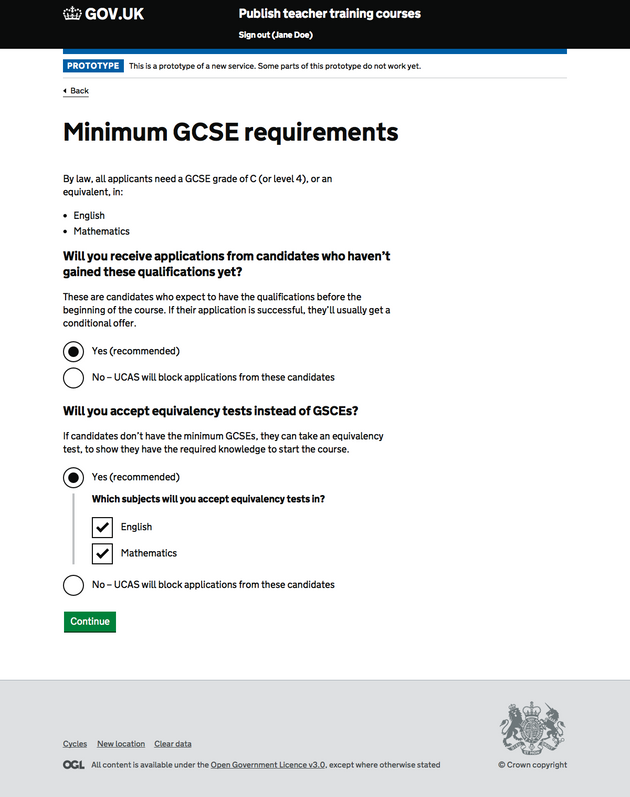 GOV.UK
Publish teacher training courses
Sign out (Jane Doe)
PROTOTYPE This is a prototype of a new service. Some parts of this prototype do not work yet.
Back
Minimum GCSE requirements
By law, all applicants need a GCSE grade of C (or level 4), or an
equivalent, in:
• English
• Mathematics
Will you receive applications from candidates who haven’t
gained these qualifications yet?
These are candidates who expect to have the qualifications before the
beginning of the course. If their application is successful, they’ll usually get a
conditional offer.
Yes (recommended)
No – UCAS will block applications from these candidates
Will you accept equivalency tests instead of GSCEs?
If candidates don’t have the minimum GCSEs, they can take an equivalency
test, to show they have the required knowledge to start the course.
Yes (recommended)
Which subjects will you accept equivalency tests in?
English
Mathematics
No – UCAS will block applications from these candidates
Continue
Cycles New location Clear data
OGL All content is available under the Open Government Licence v3.0, except where otherwise stated
© Crown copyright